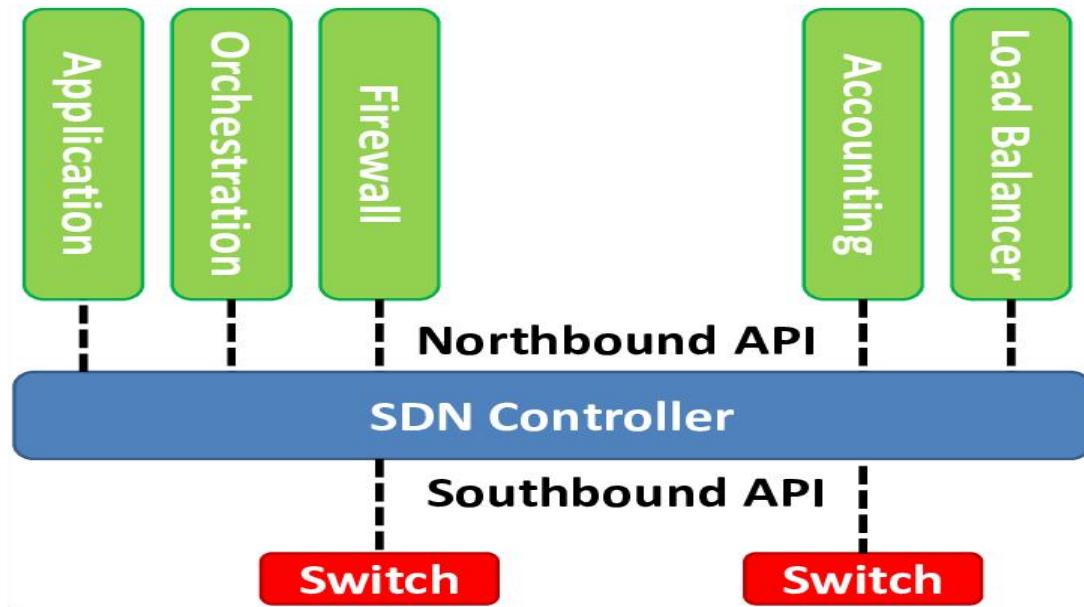 Application
Orchestration
Firewall
Accounting
Load Balancer
Northbound API
SDN Controller
Southbound API
Switch
Switch